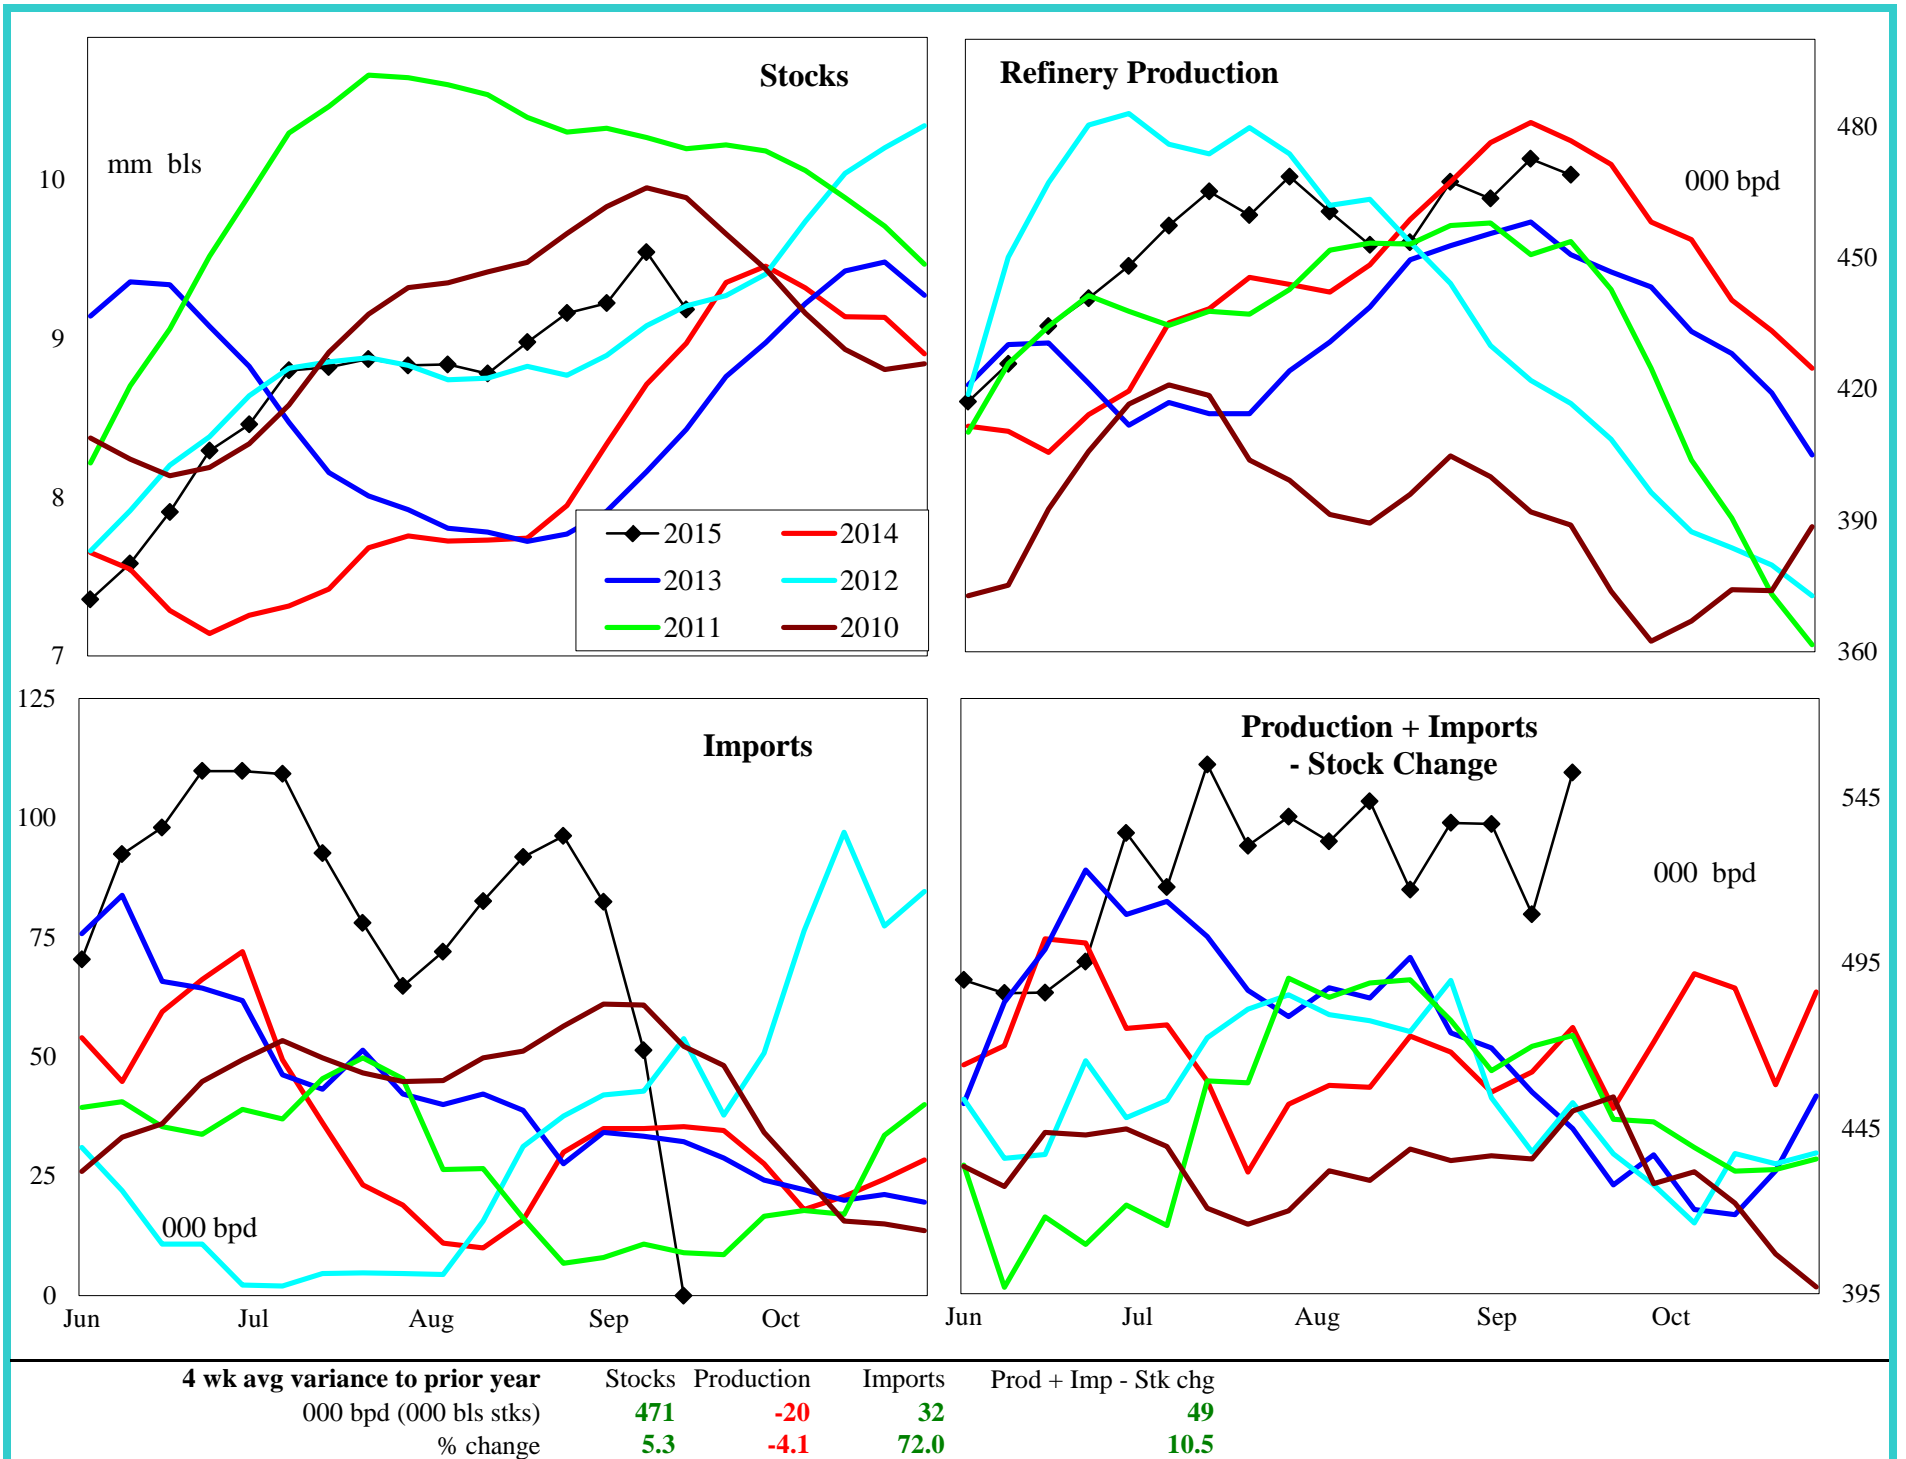 Stocks
mm bls
10
9
8
7
2015
2014
2013
2012
2011
2010
Refinery Production
000 bpd
480
450
420
390
360
Imports
000 bpd
125
100
75
50
25
0
Jun
Jul
Aug
Sep
Oct
Production + Imports
- Stock Change
000 bpd
545
495
445
395
Jun
Jul
Aug
Sep
Oct
4 wk avg variance to prior year Stocks Production Imports Prod + Imp - Stk chg
000 bpd (000 bls stks) 471 -20 32 49
% change 5.3 -4.1 72.0 10.5